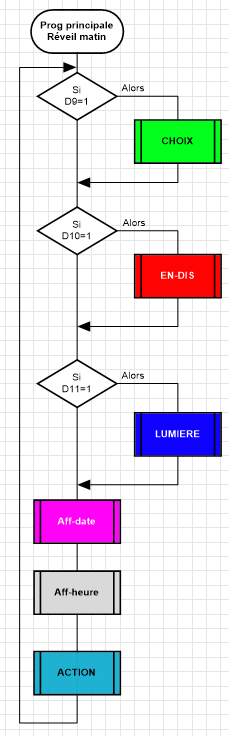 Prog principale
Réveil matin
Si
D9=1
Alors
CHOIX
Si
D10=1
Alors
EN-DIS
Si
D11=1
Alors
LUMIERE
Aff-date
Aff-heure
ACTION